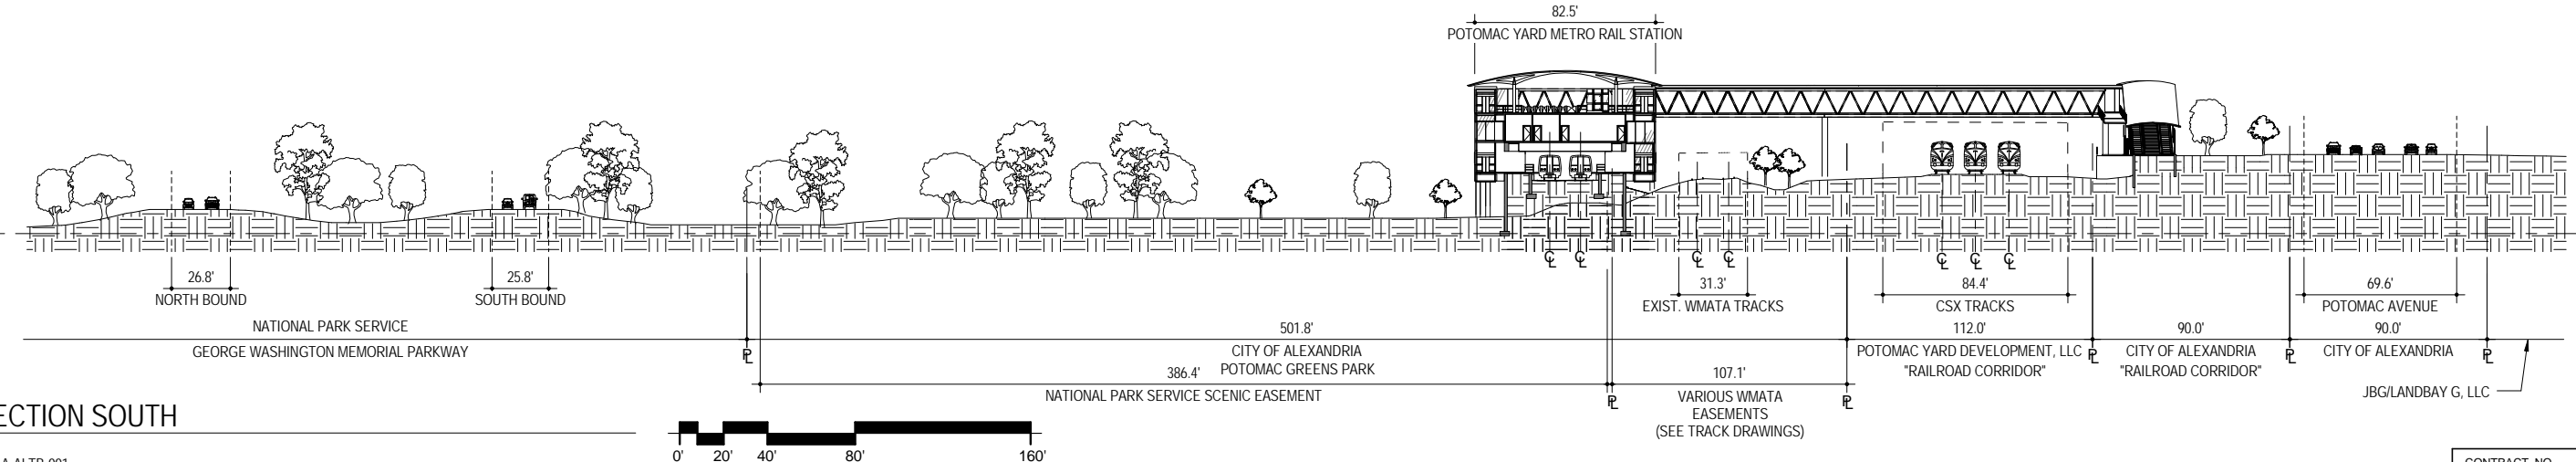 82.5'
POTOMAC YARD METRO RAIL STATION
26.8'
NORTH BOUND
25.8'
SOUTH BOUND
31.3'
EXIST. WMATA TRACKS
84.4'
CSX TRACKS
69.6'
POTOMAC AVENUE
NATIONAL PARK SERVICE
GEORGE WASHINGTON MEMORIAL PARKWAY
501.8'
CITY OF ALEXANDRIA
POTOMAC GREENS PARK
112.0'
POTOMAC YARD DEVELOPMENT, LLC
"RAILROAD CORRIDOR"
90.0'
CITY OF ALEXANDRIA
"RAILROAD CORRIDOR"
90.0'
CITY OF ALEXANDRIA
386.4'
NATIONAL PARK SERVICE SCENIC EASEMENT
107.1'
VARIOUS WMATA
EASEMENTS
(SEE TRACK DRAWINGS)
JBG/LANDBAY G, LLC
ECTION SOUTH
0' 20' 40' 80' 160'